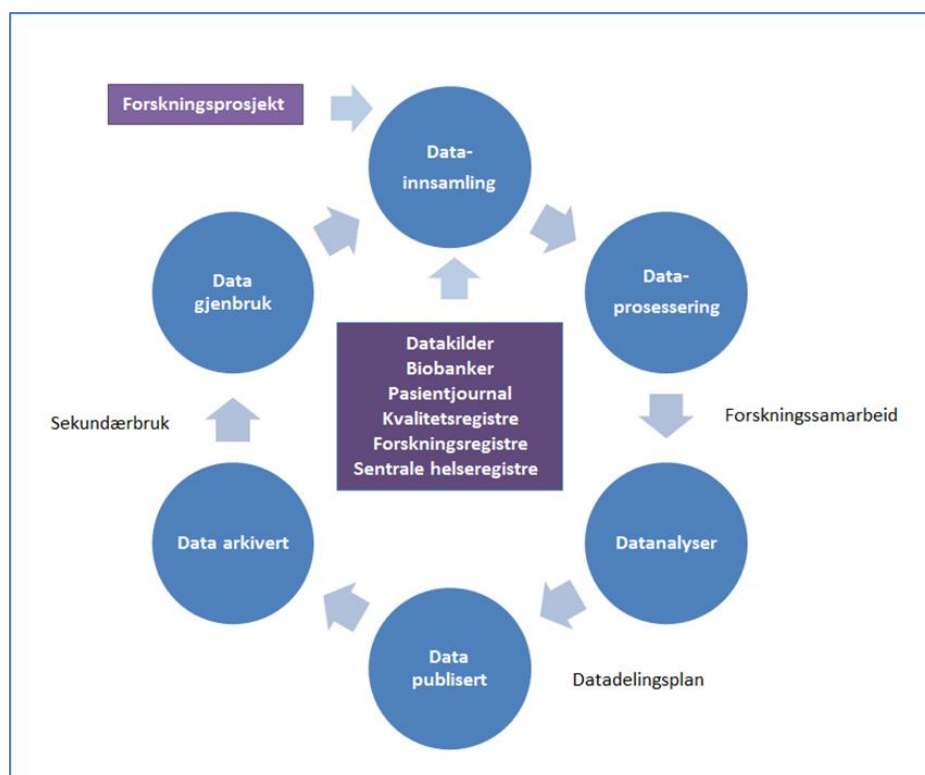 Forskningsprosjekt
Data-
innsamling
Data
gjenbruk
Data-
prosessering
Datakilder
Biobanker
Pasientjournal
Kvalitetsregistre
Forskningsregistre
Sentrale helseregistre
Sekundærbruk
Forskningssamarbeid
Data arkivert
Datanalyser
Data
publisert
Datadelingsplan